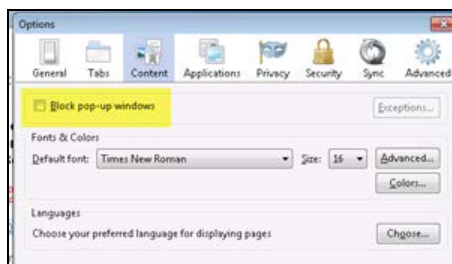 Options
General Tabs Content Applications Privacy Security Sync Advanced
Block pop-up windows Exceptions...
Fonts & Colors
Default font: Times New Roman Size: 16 Advanced...
Colors...
Languages
Choose your preferred language for displaying pages Choose...